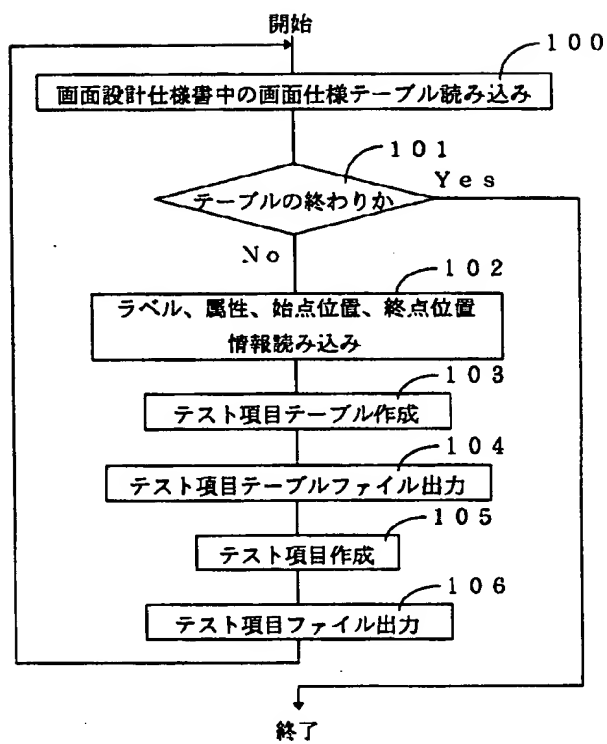 開始
１００
画面設計仕様書中の画面仕様テーブル読み込み
１０１
テーブルの終わりか
Ｙｅｓ
Ｎｏ
１０２
ラベル、属性、始点位置、終点位置
情報読み込み
１０３
テスト項目テーブル作成
１０４
テスト項目テーブルファイル出力
１０５
テスト項目作成
１０６
テスト項目ファイル出力
終了